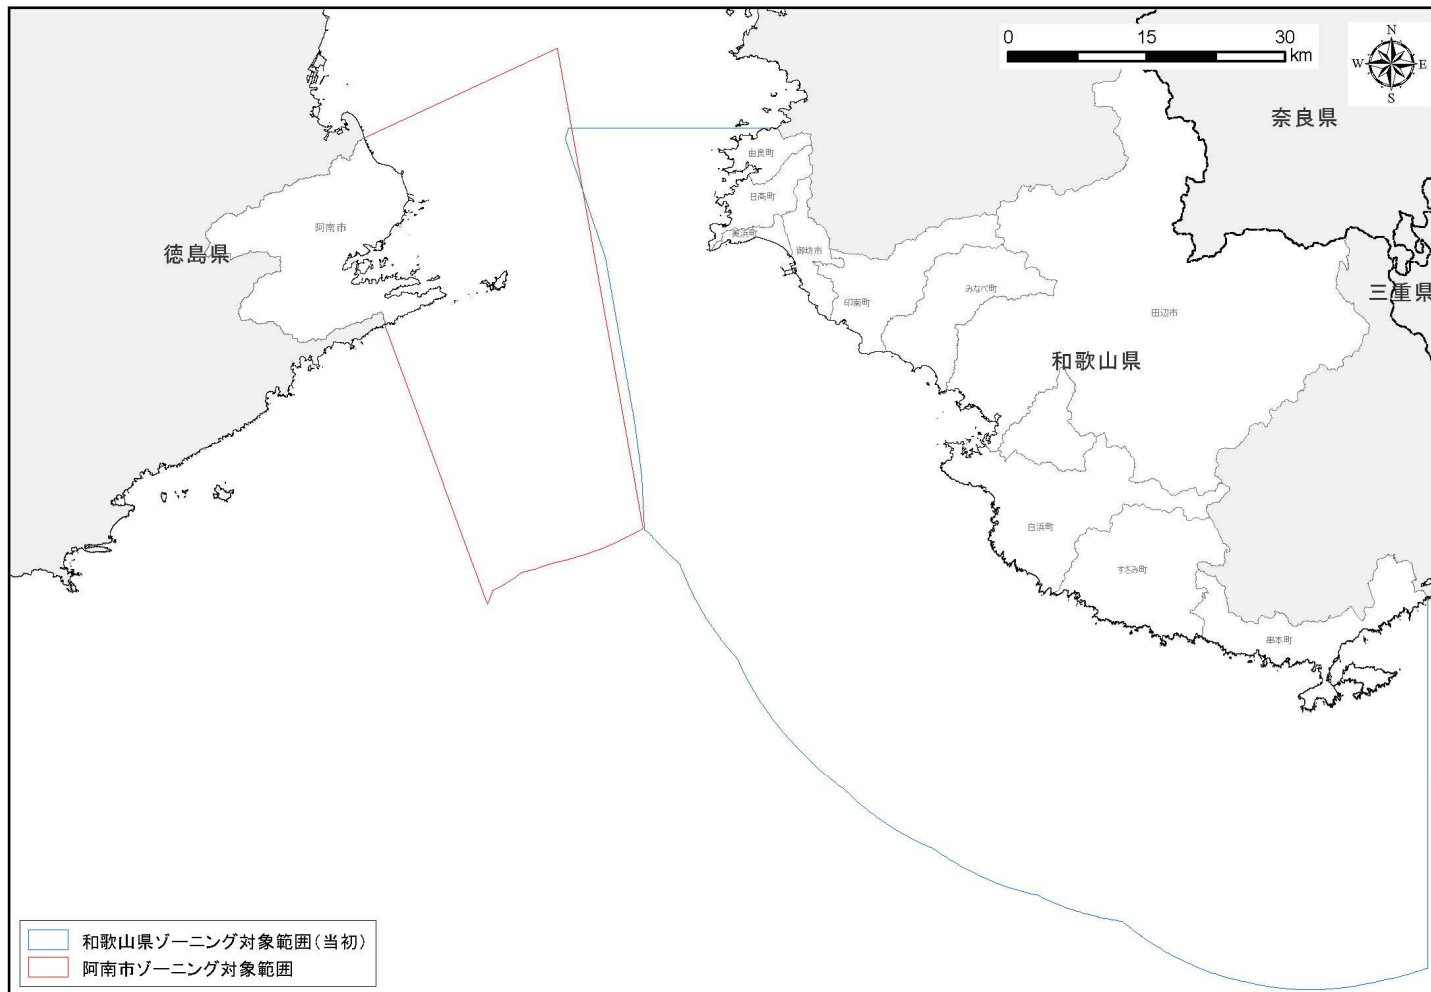 0 15 30
km
N
W E
S
奈良県
由良町
日高町
阿南市
美浜町
徳島県
御坊市
みなべ町
三重県
印南町
田辺市
和歌山県
白浜町
すさみ町
串本町
和歌山県ゾーニング対象範囲(当初)
阿南市ゾーニング対象範囲